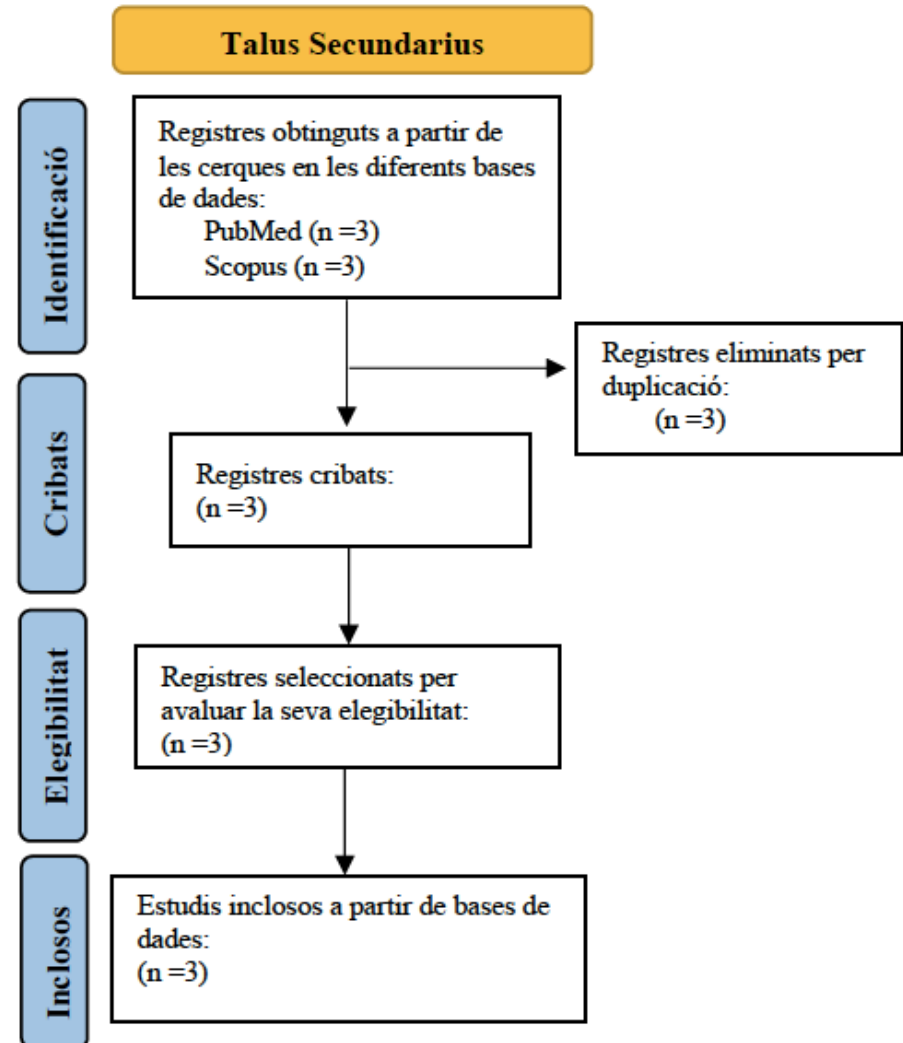 Talus Secundarius
Identificació
Registres obtinguts a partir de
les cerques en les diferents bases
de dades:
PubMed (n =3)
Scopus (n =3)
Registres eliminats per
duplicació:
(n =3)
Cribats
Registres cribats:
(n =3)
Elegibilitat
Registres seleccionats per
avaluar la seva elegibilitat:
(n =3)
Inclosos
Estudis inclosos a partir de bases de
dades:
(n =3)